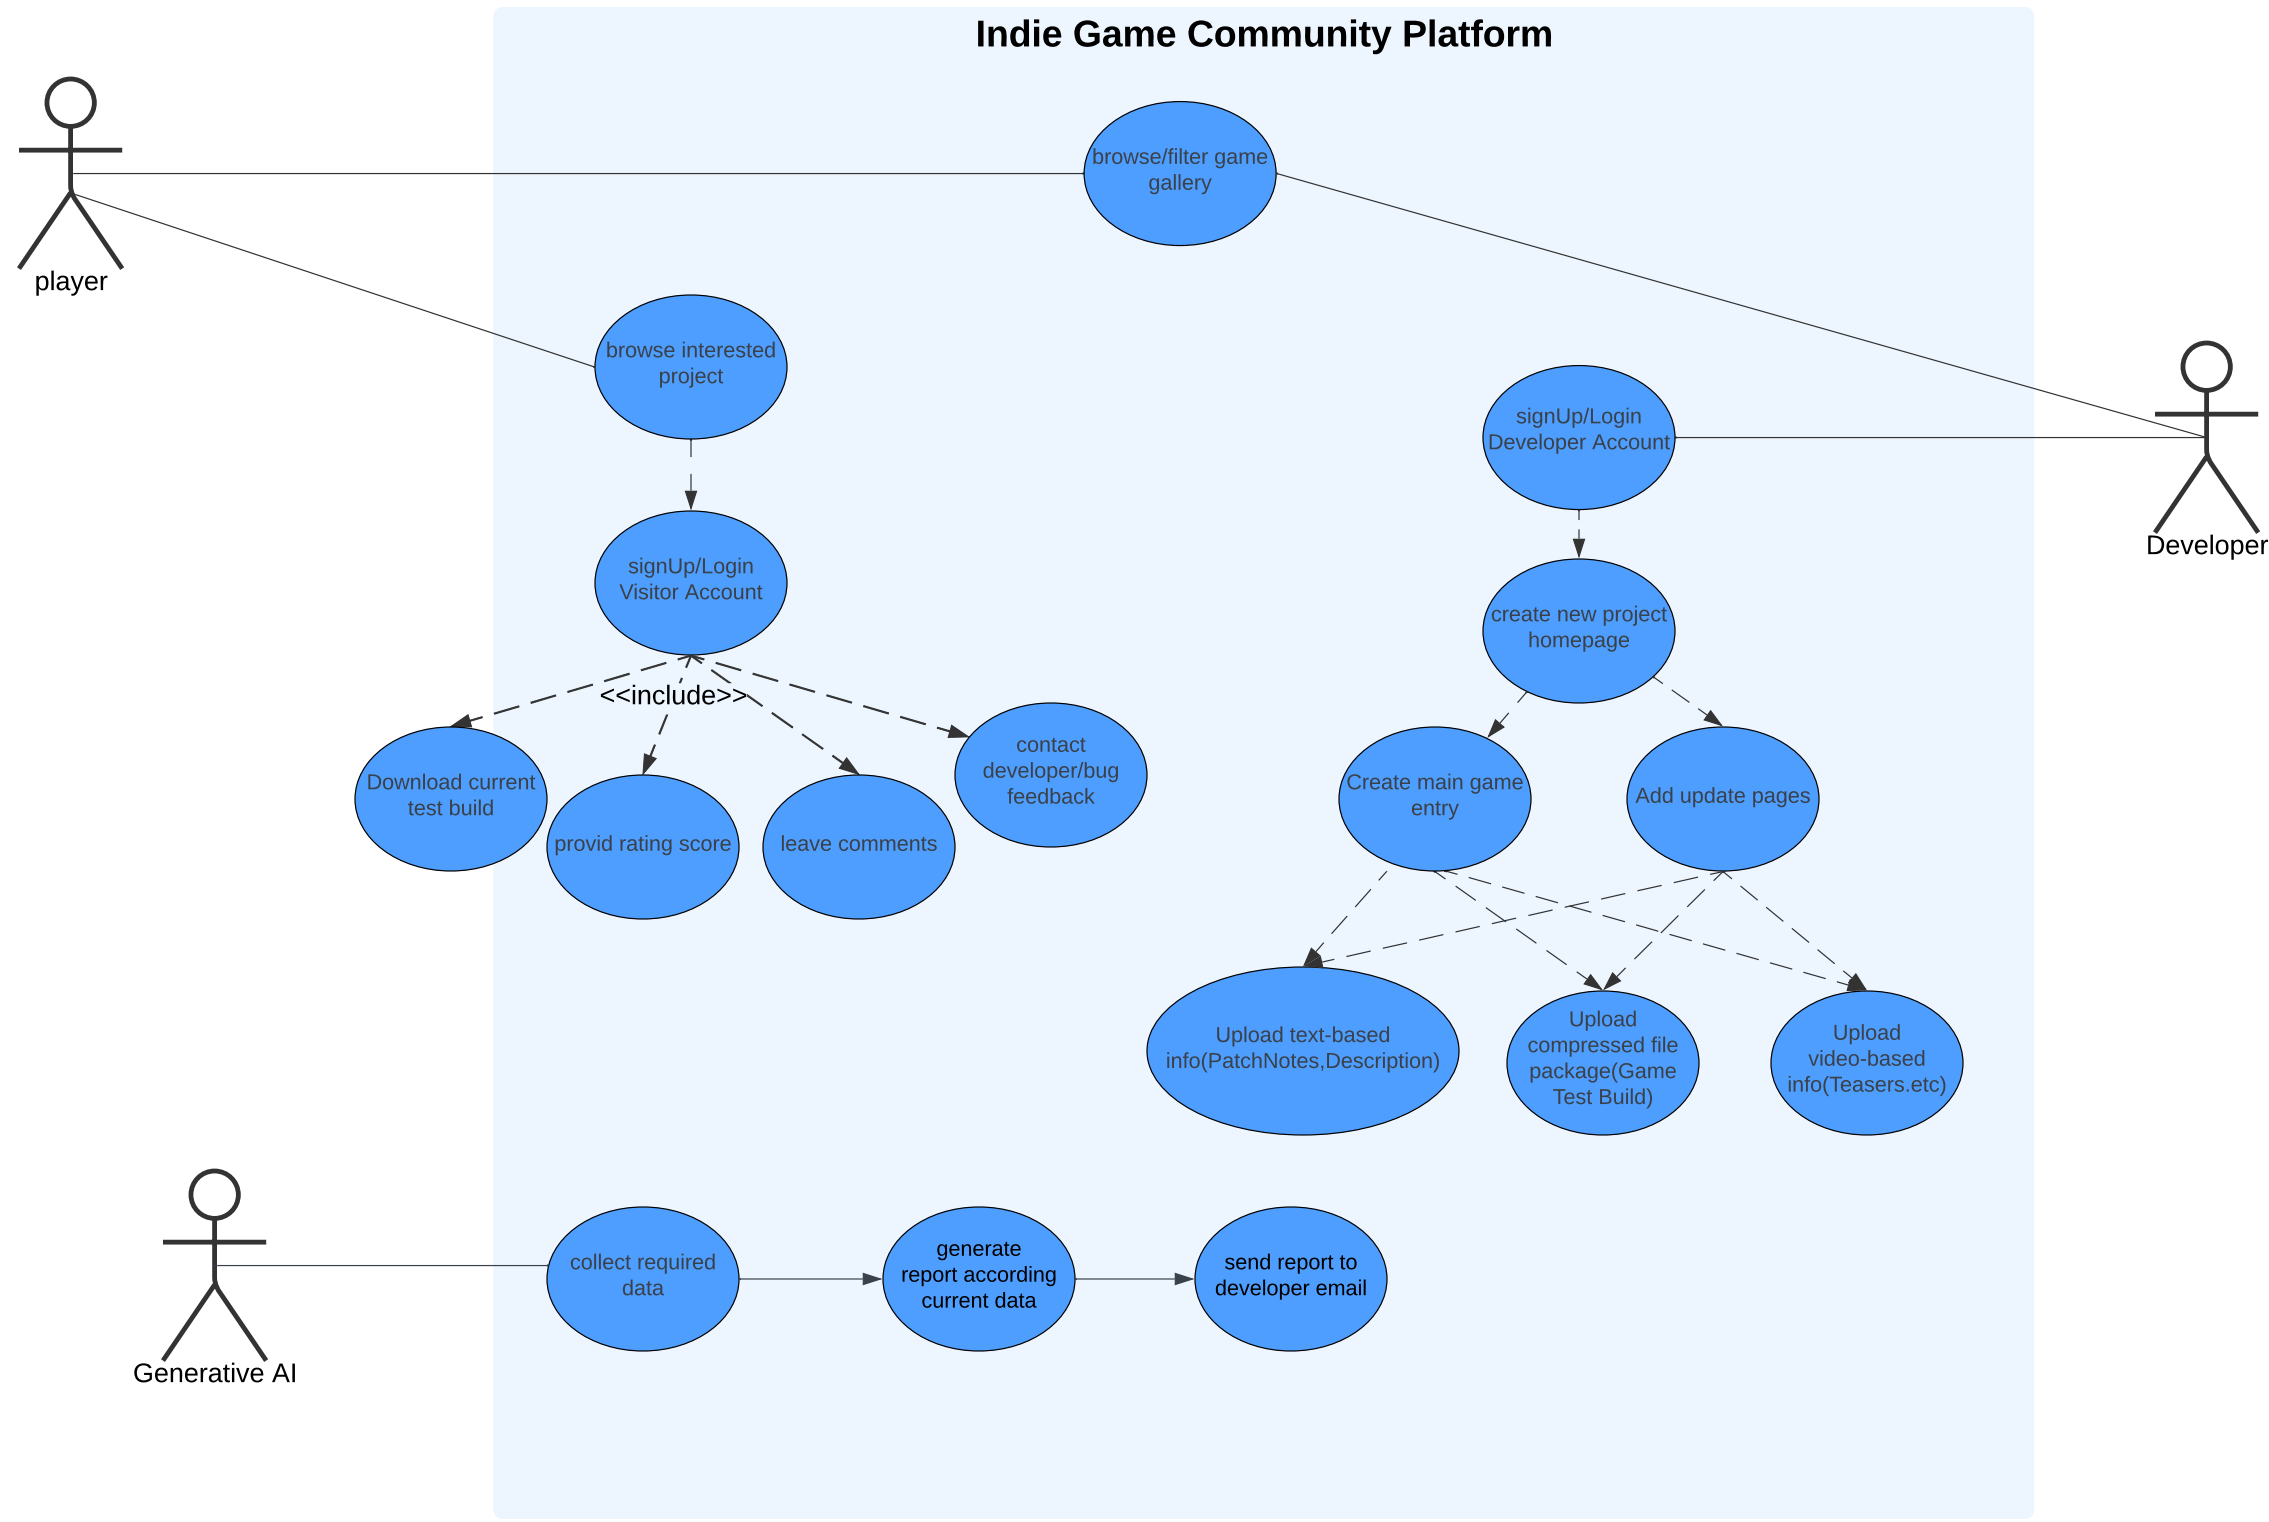 Indie Game Community Platform
browse/filter game
gallery
player
browse interested
project
signUp/Login
Developer Account
Developer
signUp/Login
Visitor Account
create new project
homepage
<<include>>
contact
developer/bug
feedback
Download current
test build
provid rating score
leave comments
Create main game
entry
Add update pages
Upload text-based
info(PatchNotes,Description)
Upload
compressed file
package(Game
Test Build)
Upload
video-based
info(Teasers.etc)
Generative AI
collect required
data
generate
report according
current data
send report to
developer email